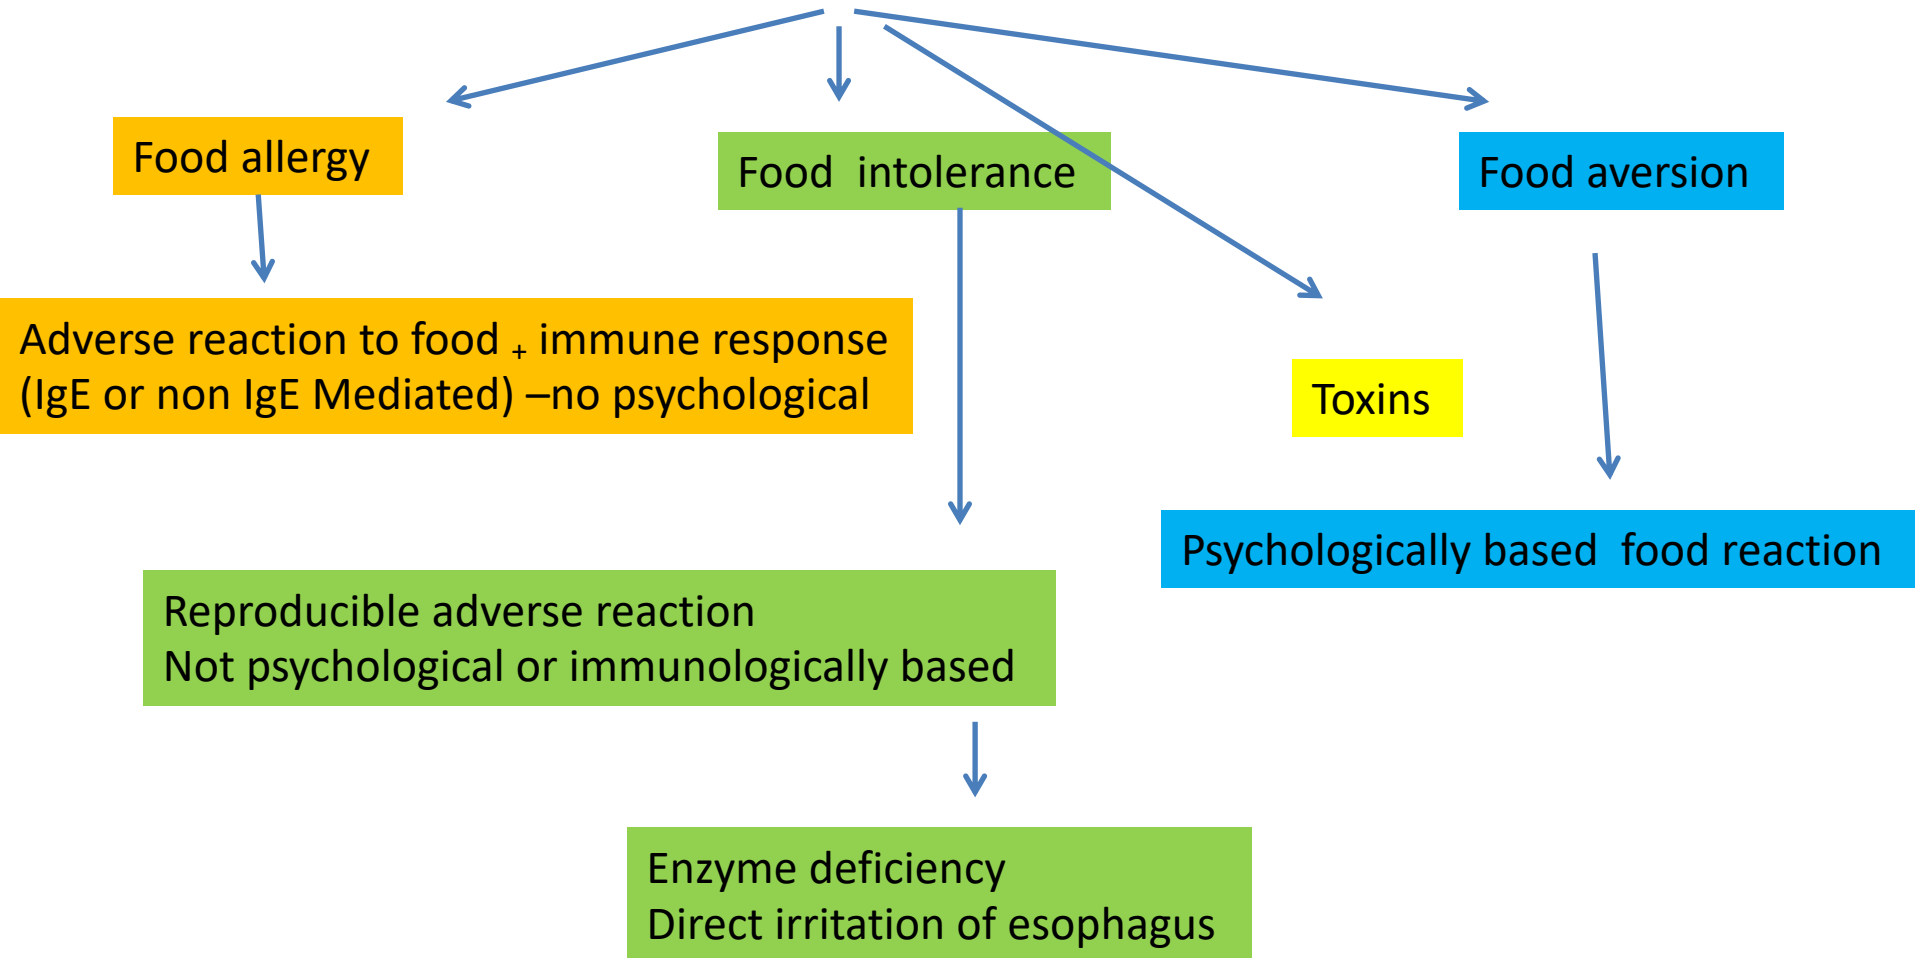 Food allergy
Food  intolerance
Food aversion
Adverse reaction to food + immune response
(IgE or non IgE Mediated) –no psychological
Toxins
Psychologically based  food reaction
Reproducible adverse reaction
Not psychological or immunologically based
Enzyme deficiency
Direct irritation of esophagus